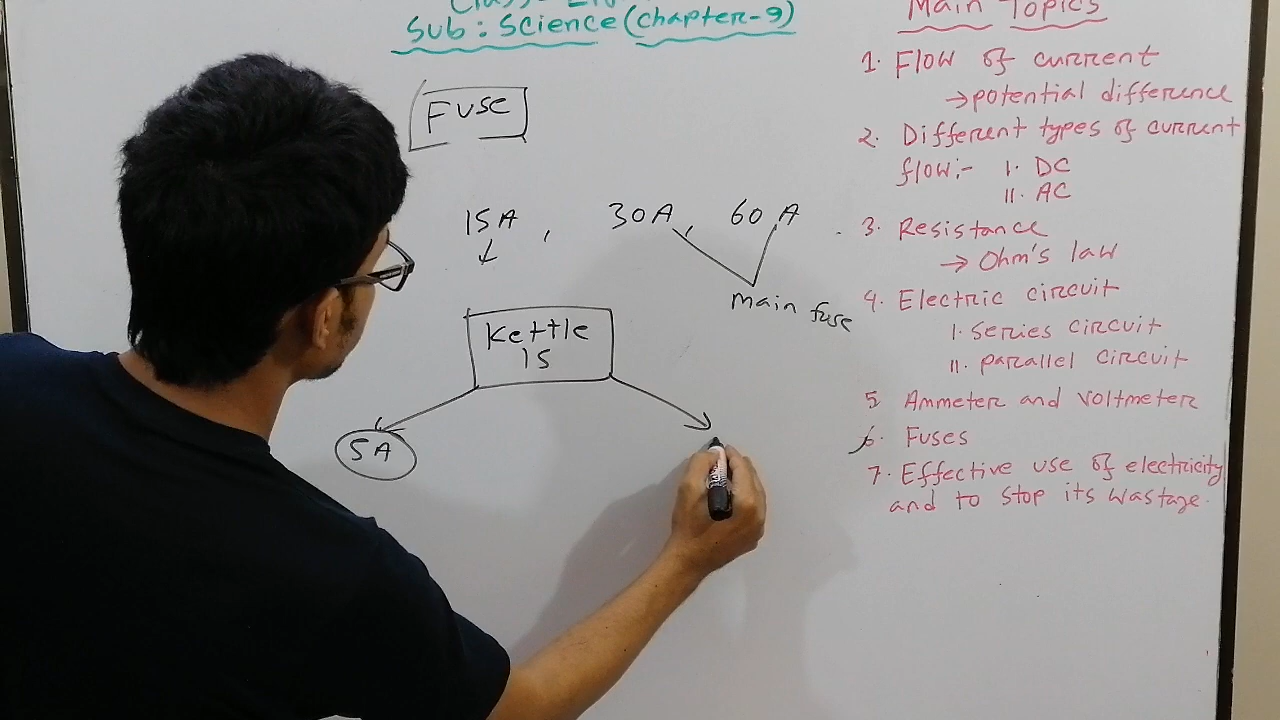 Sub : Science (chapter-9)
Fuse
15A , 30A, 60 A
Main fuse
Kettle
15
5A
Main Topics
1. Flow of current
→ potential difference
2. Different types of current
flow:- I. DC
II. AC
3. Resistance
→ Ohm's law
4. Electric circuit
I. series circuit
II. parallel circuit
5 Ammeter and voltmeter
6. Fuses
7. Effective use of electricity
and to stop its wastage.